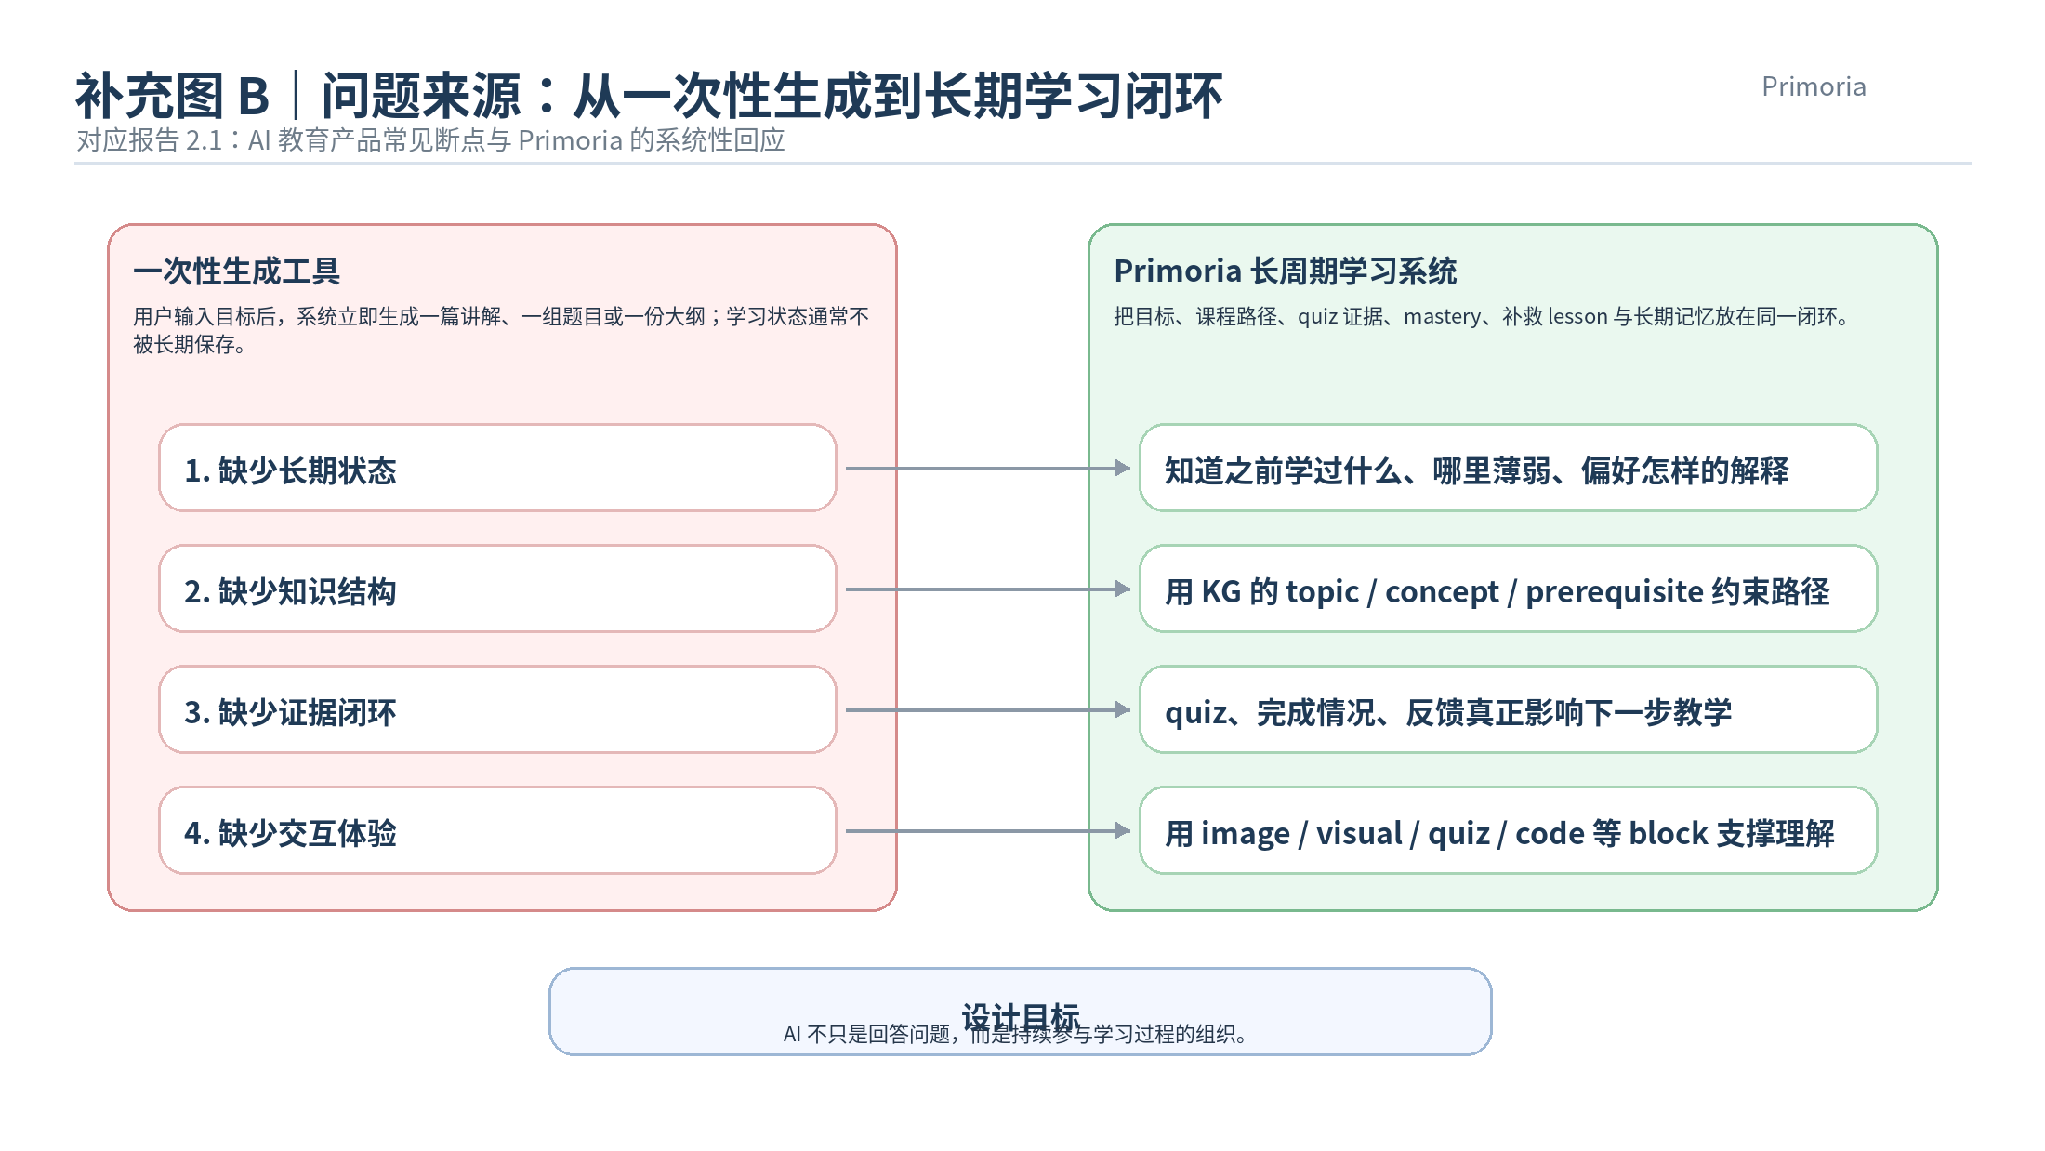 补充图 B｜问题来源：从一次性生成到长期学习闭环
Primoria
对应报告 2.1：AI 教育产品常见断点与 Primoria 的系统性回应
一次性生成工具
用户输入目标后，系统立即生成一篇讲解、一组题目或一份大纲；学习状态通常不
被长期保存。
1. 缺少长期状态
2. 缺少知识结构
3. 缺少证据闭环
4. 缺少交互体验
Primoria 长周期学习系统
把目标、课程路径、quiz 证据、mastery、补救 lesson 与长期记忆放在同一闭环。
知道之前学过什么、哪里薄弱、偏好怎样的解释
用 KG 的 topic / concept / prerequisite 约束路径
quiz、完成情况、反馈真正影响下一步教学
用 image / visual / quiz / code 等 block 支撑理解
设计目标
AI 不只是回答问题，而是持续参与学习过程的组织。